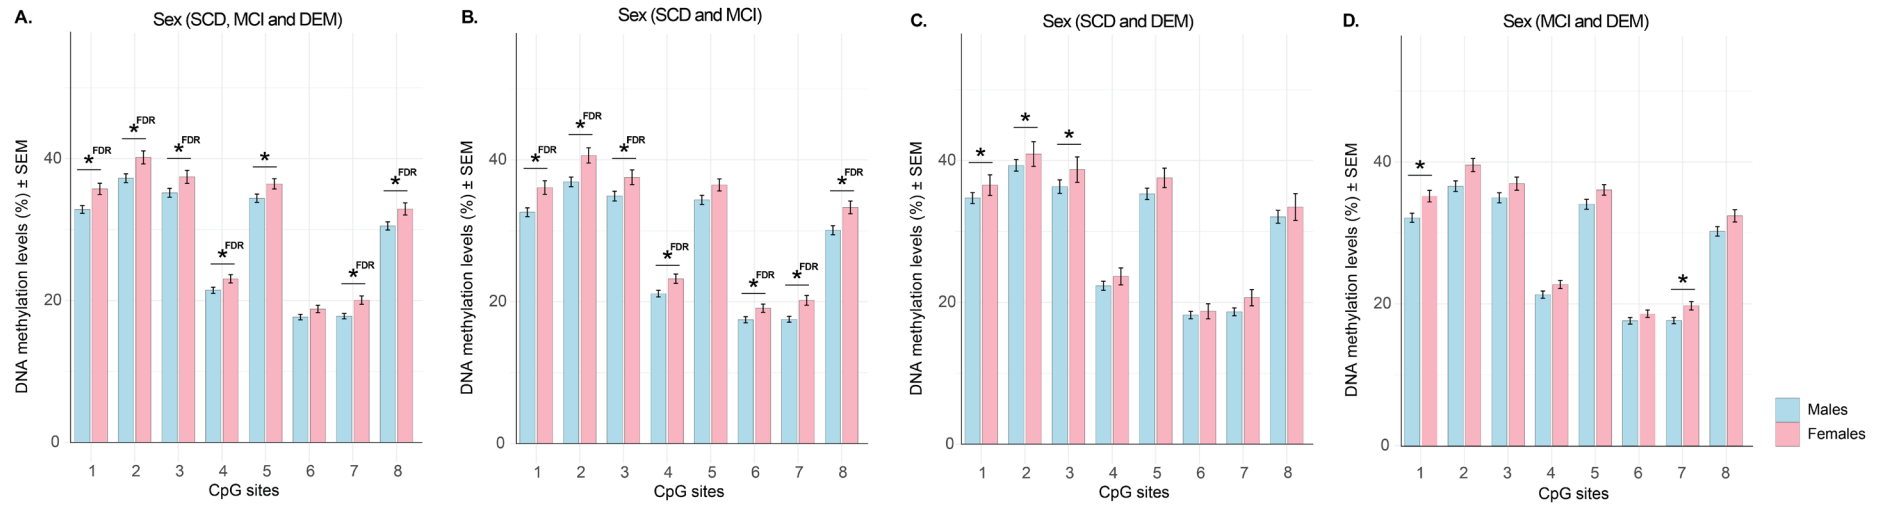 A.
Sex (SCD, MCI and DEM)
DNA methylation levels (%) ± SEM
40
20
0
*FDR
*FDR
*FDR
*FDR
*
*FDR
*FDR
1 2 3 4 5 6 7 8
CpG sites
B.
Sex (SCD and MCI)
DNA methylation levels (%) ± SEM
40
20
0
*FDR
*FDR
*FDR
*FDR
*FDR
*FDR
*FDR
1 2 3 4 5 6 7 8
CpG sites
C.
Sex (SCD and DEM)
DNA methylation levels (%) ± SEM
40
20
0
*
*
*
1 2 3 4 5 6 7 8
CpG sites
D.
Sex (MCI and DEM)
DNA methylation levels (%) ± SEM
40
20
0
*
*
1 2 3 4 5 6 7 8
CpG sites
Males
Females